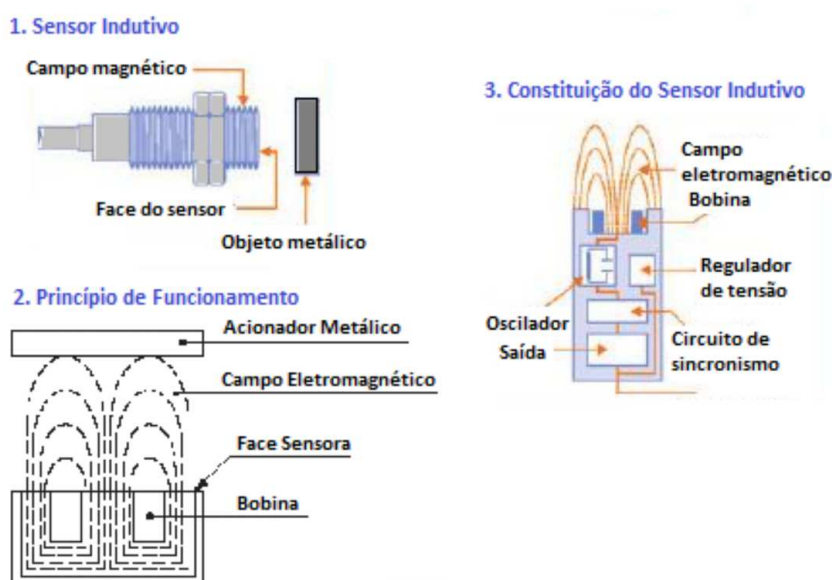 1. Sensor Indutivo
Campo magnético
Face do sensor
Objeto metálico
2. Princípio de Funcionamento
Acionador Metálico
Campo Eletromagnético
Face Sensora
Bobina
3. Constituição do Sensor Indutivo
Campo
eletromagnético
Bobina
Regulador
de tensão
Oscilador
Saída
Circuito de
sincronismo